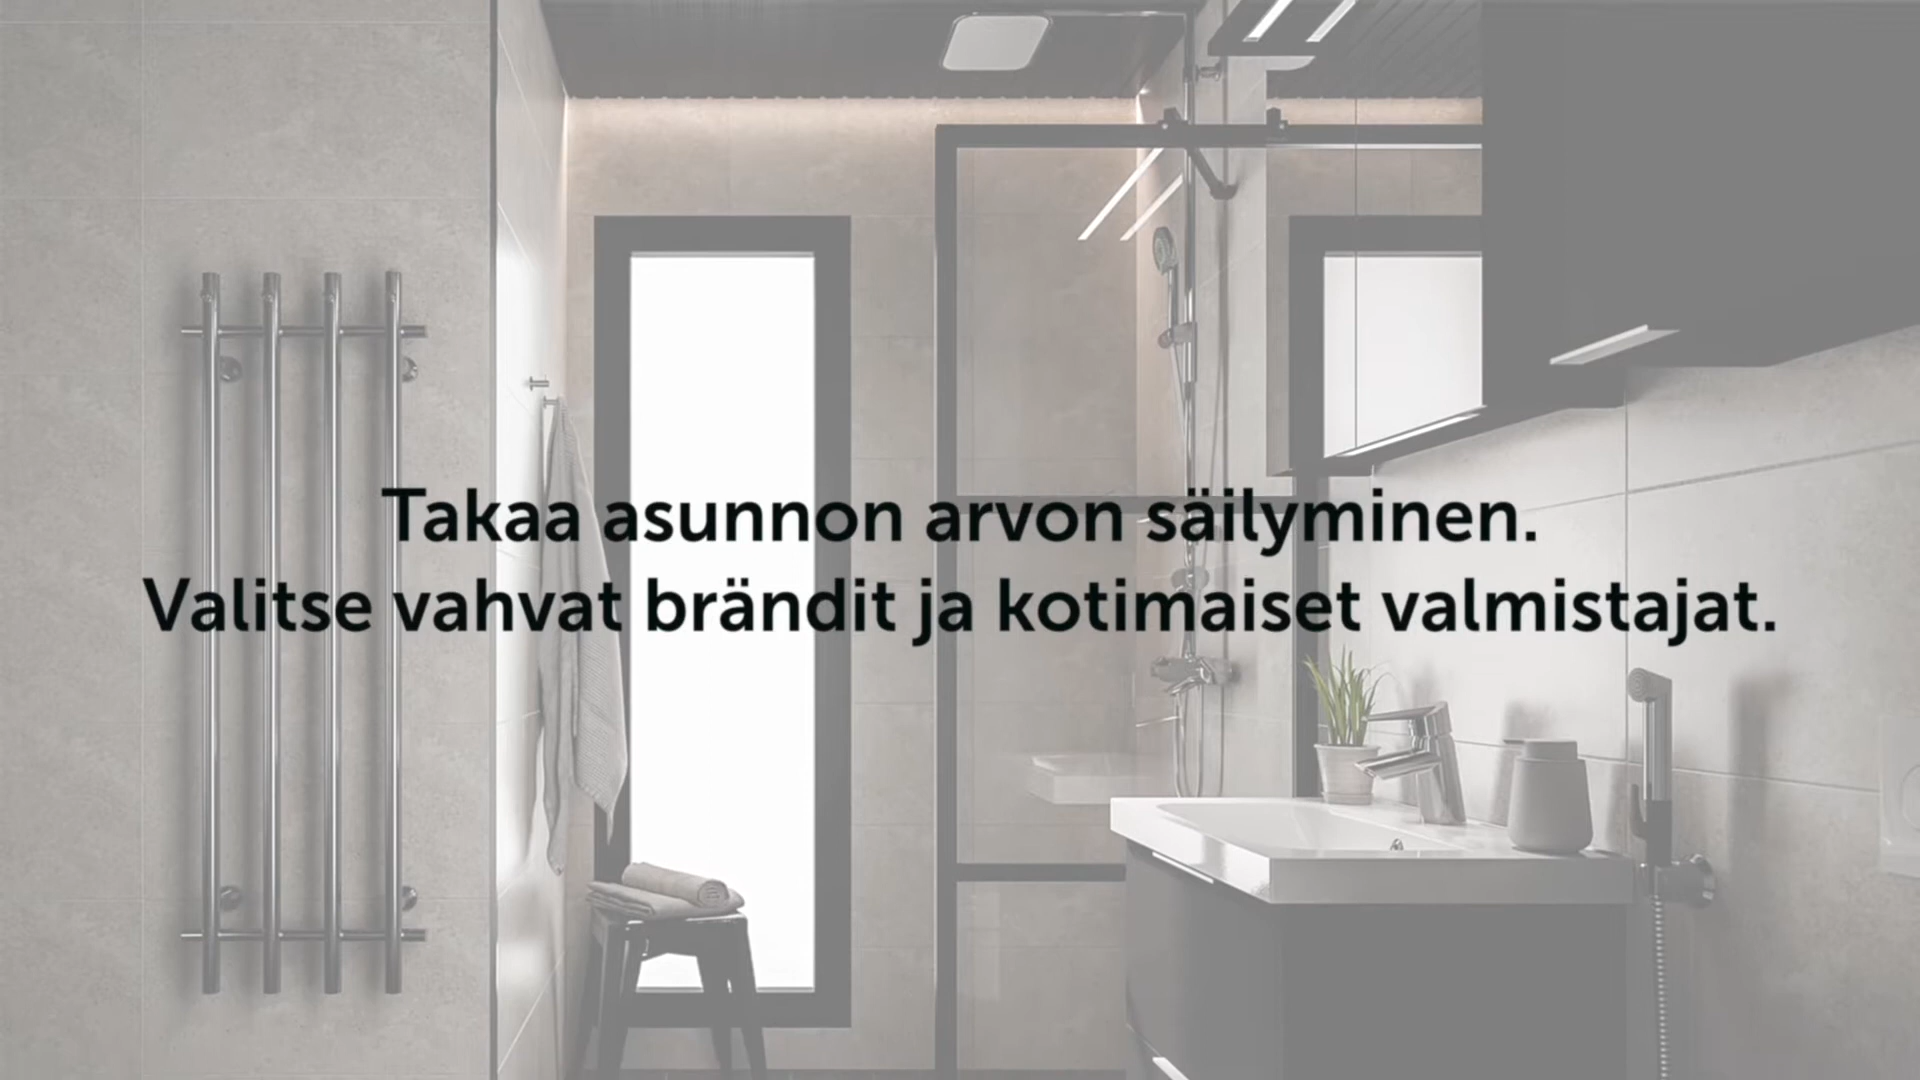 Takaa asunnon arvon säilyminen.
Valitse vahvat brändit ja kotimaiset valmistajat.